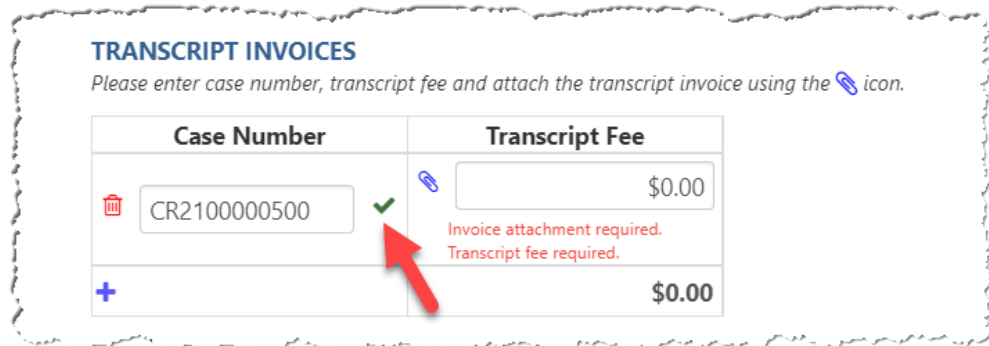 TRANSCRIPT INVOICES
Please enter case number, transcript fee and attach the transcript invoice using the icon.
Case Number Transcript Fee
CR2100000500 $0.00
Invoice attachment required.
Transcript fee required.
$0.00